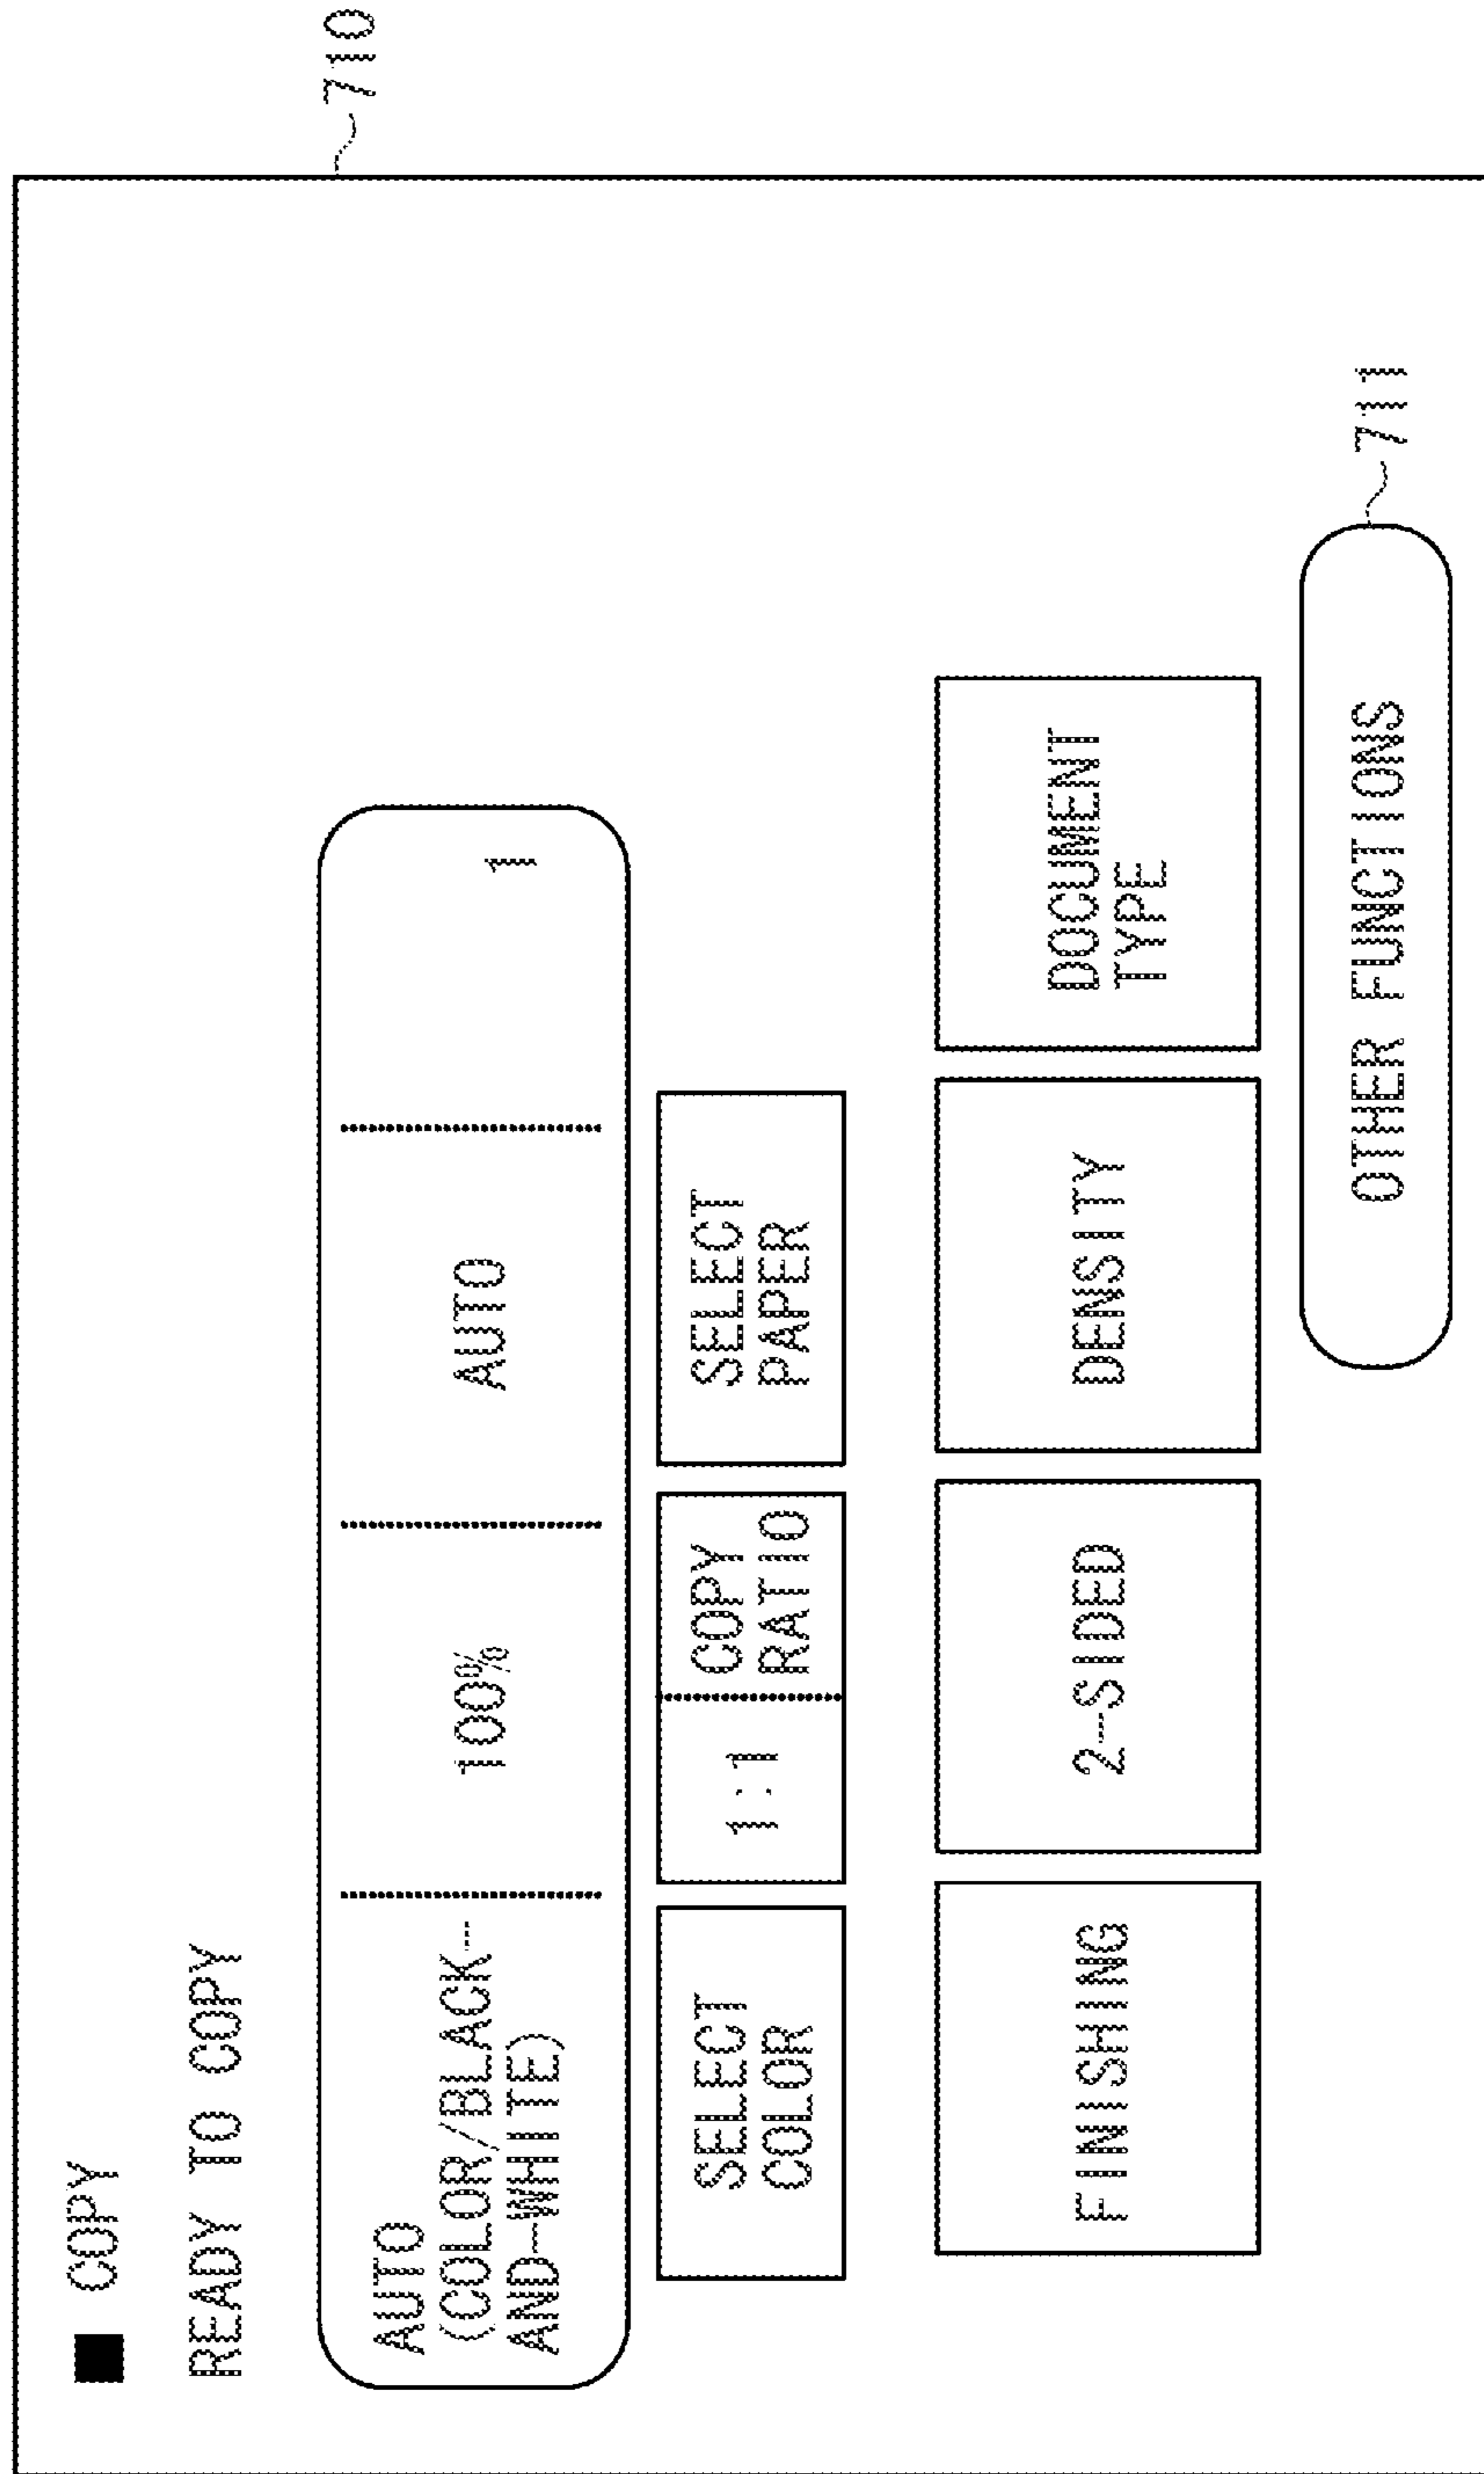 710
■ COPY
READY TO COPY
AUTO
(COLOR/BLACK-
AND-WHITE)
100%
AUTO
1
SELECT
COLOR
1:1
COPY
RATIO
SELECT
PAPER
FINISHING
2-SIDED
DENSITY
DOCUMENT
TYPE
OTHER FUNCTIONS
711